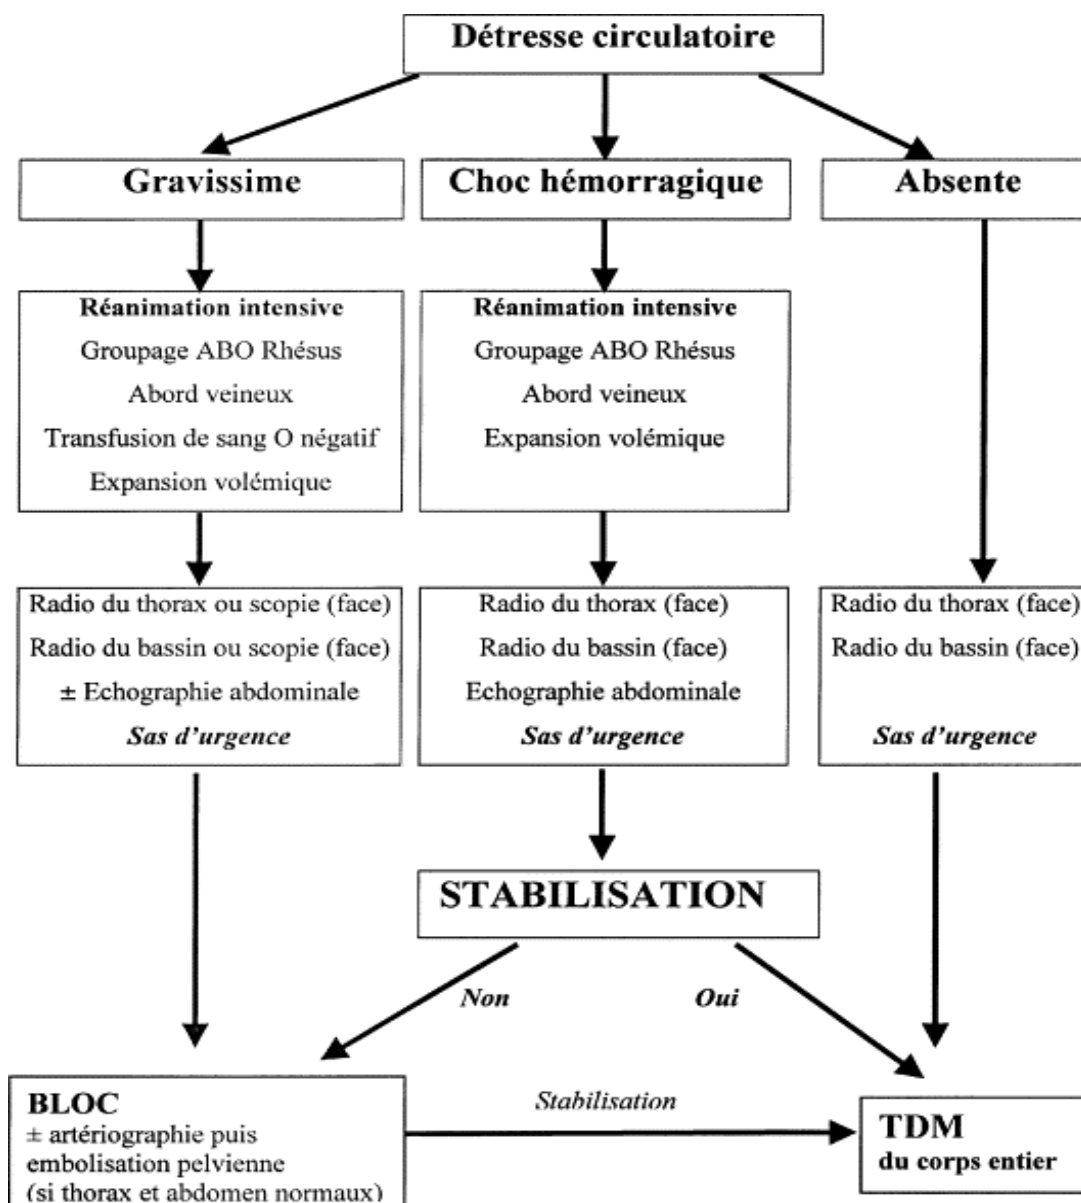 Détresse circulatoire
Gravissime
Choc hémorragique
Absente
Réanimation intensive
Groupage ABO Rhésus
Abord veineux
Transfusion de sang O négatif
Expansion volémique
Réanimation intensive
Groupage ABO Rhésus
Abord veineux
Expansion volémique
Radio du thorax ou scopie (face)
Radio du bassin ou scopie (face)
± Echographie abdominale
Sas d'urgence
Radio du thorax (face)
Radio du bassin (face)
Echographie abdominale
Sas d'urgence
Radio du thorax (face)
Radio du bassin (face)
Sas d'urgence
STABILISATION
Non
Oui
BLOC
± artériographie puis
embolisation pelvienne
(si thorax et abdomen normaux)
Stabilisation
TDM
du corps entier